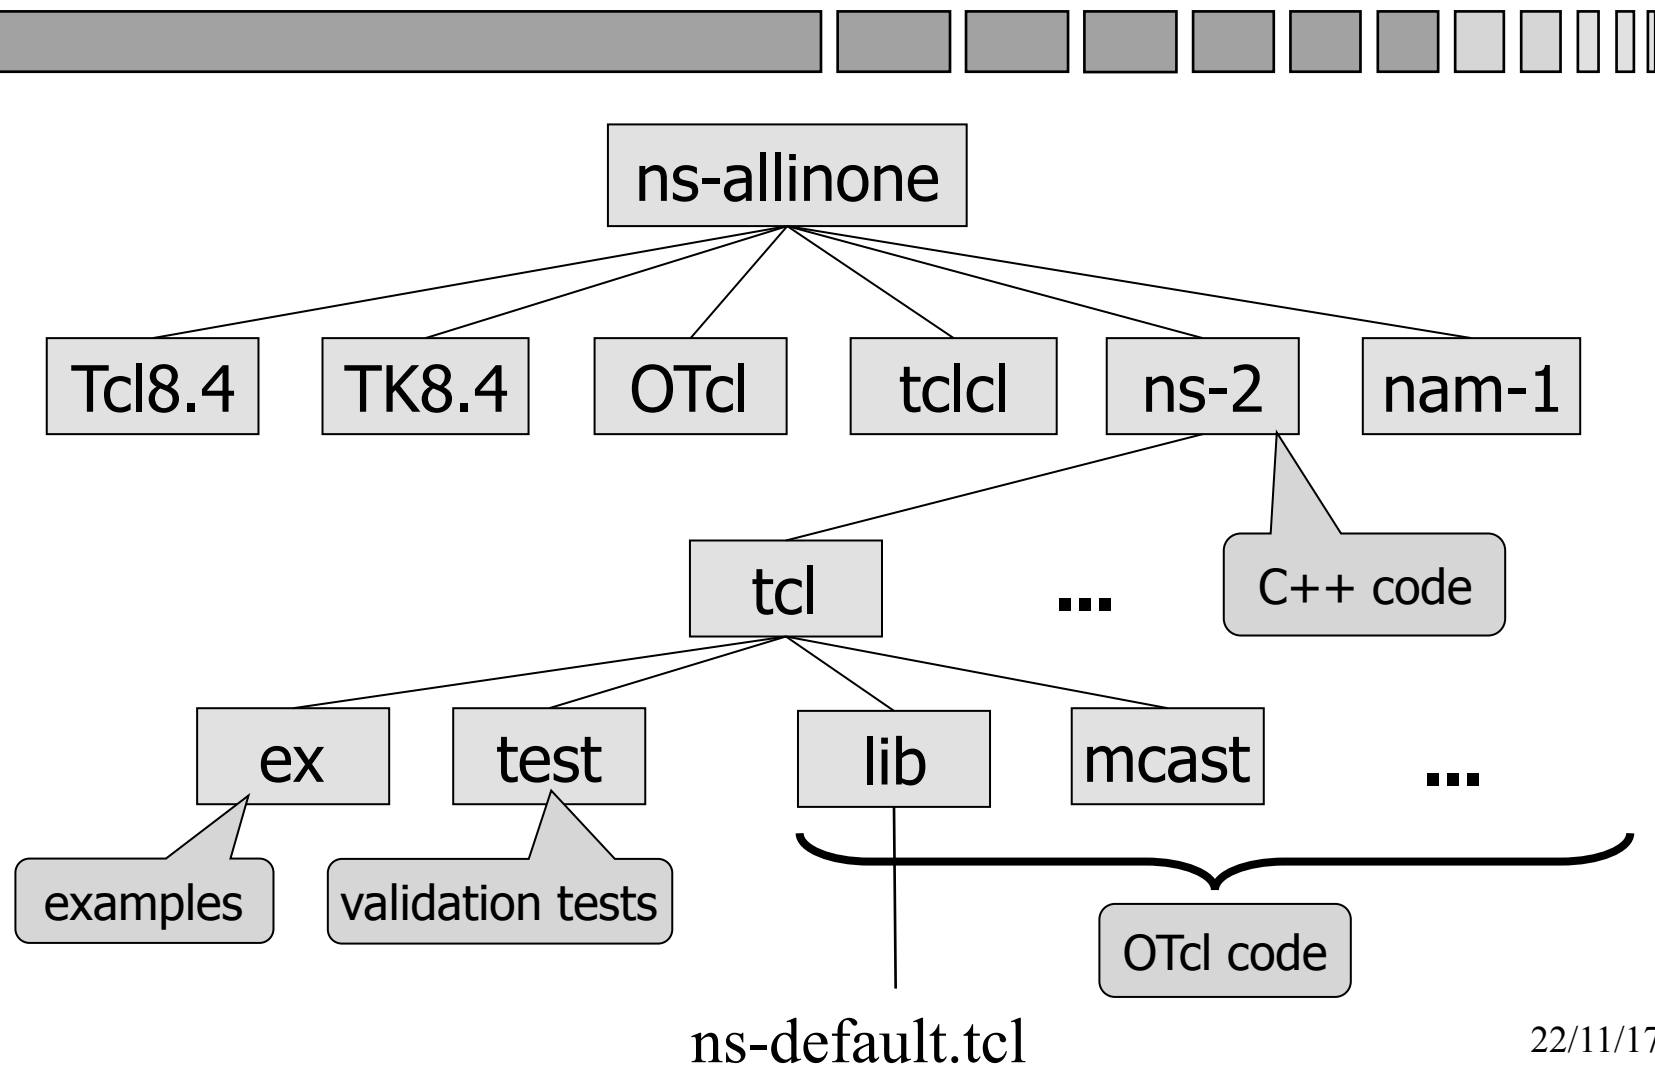 ns-allinone
Tcl8.4
TK8.4
OTcl
tclcl
ns-2
nam-1
C++ code
tcl
...
ex
test
lib
mcast
...
examples
validation tests
OTcl code
ns-default.tcl
22/11/17